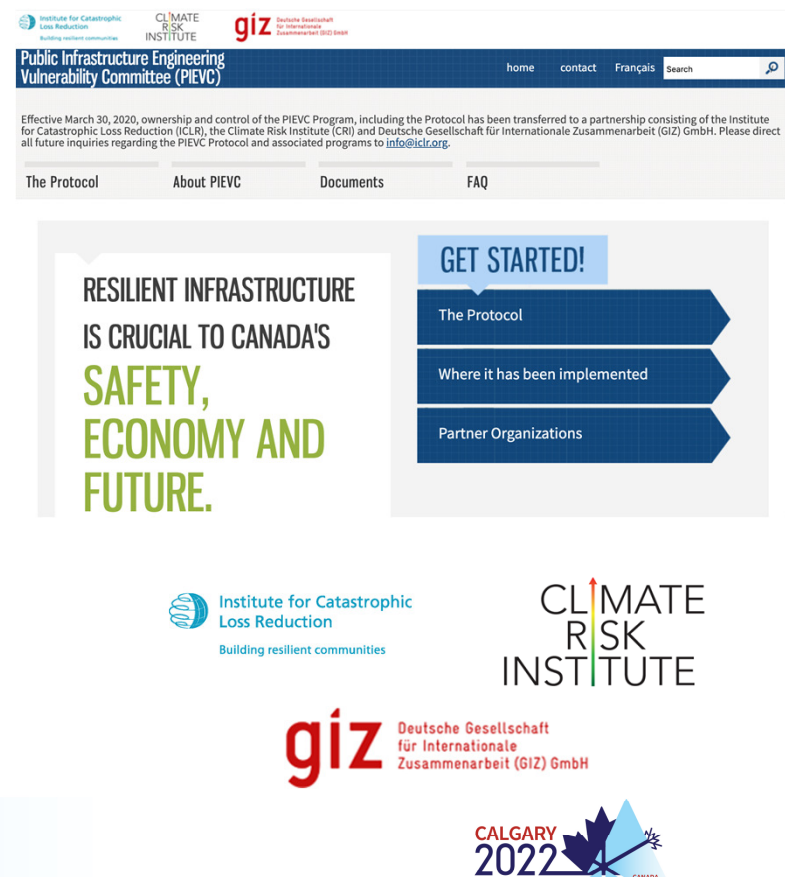 Institute for Catastrophic
Loss Reduction
Building resilient communities
CLIMATE
RISK
INSTITUTE
giz
Deutsche Gesellschaft
für Internationale
Zusammenarbeit (GIZ) GmbH
Public Infrastructure Engineering
Vulnerability Committee (PIEVC)
home
contact
Français
Search
Effective March 30, 2020, ownership and control of the PIEVC Program, including the Protocol has been transferred to a partnership consisting of the Institute
for Catastrophic Loss Reduction (ICLR), the Climate Risk Institute (CRI) and Deutsche Gesellschaft für Internationale Zusammenarbeit (GIZ) GmbH. Please direct
all future inquiries regarding the PIEVC Protocol and associated programs to info@iclr.org.
The Protocol
About PIEVC
Documents
FAQ
RESILIENT INFRASTRUCTURE
IS CRUCIAL TO CANADA'S
SAFETY,
ECONOMY AND
FUTURE.
GET STARTED!
The Protocol
Where it has been implemented
Partner Organizations
Institute for Catastrophic
Loss Reduction
Building resilient communities
CLIMATE
RISK
INSTITUTE
giz
Deutsche Gesellschaft
für Internationale
Zusammenarbeit (GIZ) GmbH
CALGARY
2022
CANADA